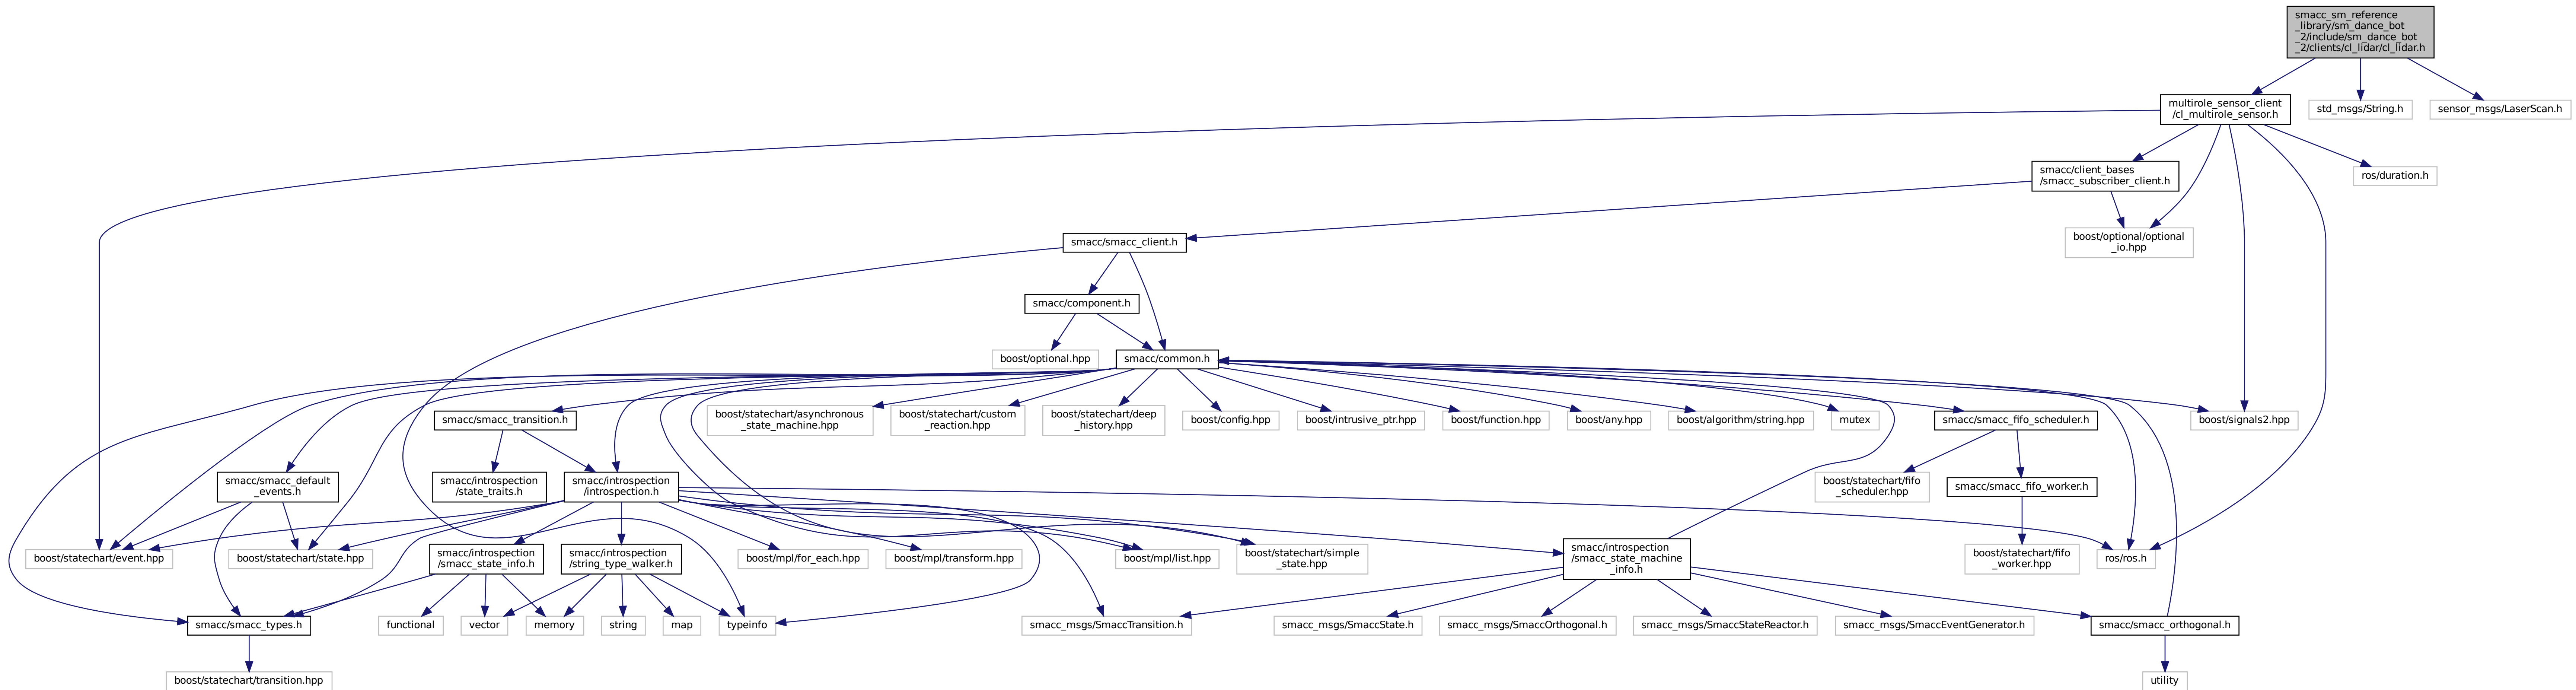 smacc_sm_reference
_library/sm_dance_bot
_2/include/sm_dance_bot
_2/clients/cl_lidar/cl_lidar.h
multirole_sensor_client
/cl_multirole_sensor.h
std_msgs/String.h
sensor_msgs/LaserScan.h
smacc/client_bases
/smacc_subscriber_client.h
ros/duration.h
smacc/smacc_client.h
boost/optional/optional
_io.hpp
smacc/component.h
boost/optional.hpp
smacc/common.h
smacc/smacc_transition.h
boost/statechart/asynchronous
_state_machine.hpp
boost/statechart/custom
_reaction.hpp
boost/statechart/deep
_history.hpp
boost/config.hpp
boost/intrusive_ptr.hpp
boost/function.hpp
boost/any.hpp
boost/algorithm/string.hpp
mutex
smacc/smacc_fifo_scheduler.h
boost/signals2.hpp
smacc/smacc_default
_events.h
smacc/introspection
/state_traits.h
smacc/introspection
/introspection.h
boost/statechart/fifo
_scheduler.hpp
smacc/smacc_fifo_worker.h
boost/statechart/event.hpp
boost/statechart/state.hpp
smacc/introspection
/smacc_state_info.h
smacc/introspection
/string_type_walker.h
boost/mpl/for_each.hpp
boost/mpl/transform.hpp
boost/mpl/list.hpp
boost/statechart/simple
_state.hpp
smacc/introspection
/smacc_state_machine
_info.h
boost/statechart/fifo
_worker.hpp
ros/ros.h
smacc/smacc_types.h
functional
vector
memory
string
map
typeinfo
smacc_msgs/SmaccTransition.h
smacc_msgs/SmaccState.h
smacc_msgs/SmaccOrthogonal.h
smacc_msgs/SmaccStateReactor.h
smacc_msgs/SmaccEventGenerator.h
smacc/smacc_orthogonal.h
boost/statechart/transition.hpp
utility